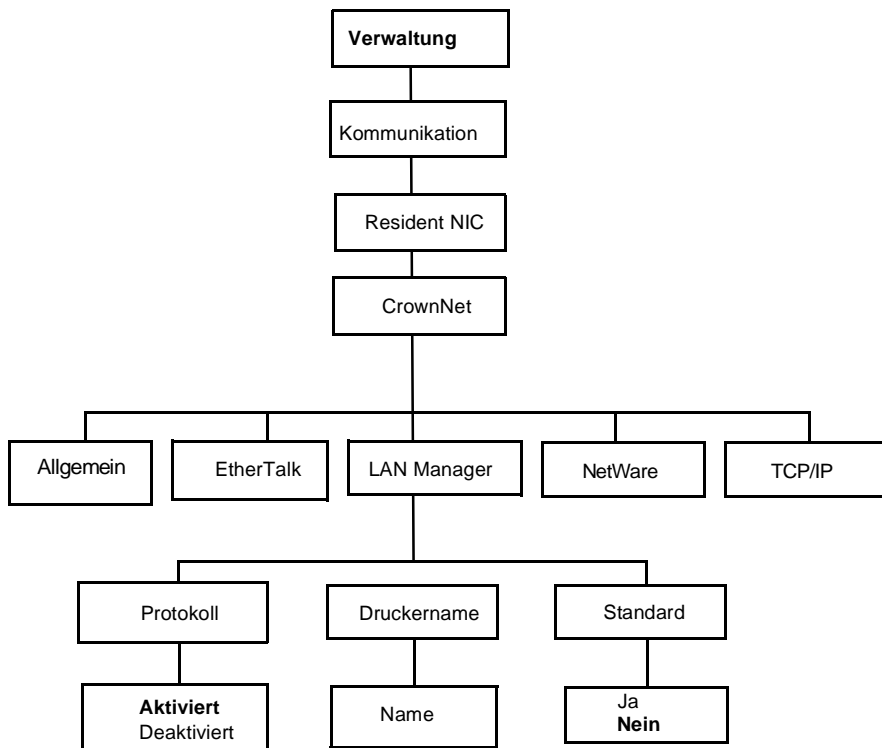 Verwaltung
Kommunikation
Resident NIC
CrownNet
Allgemein
EtherTalk
LAN Manager
NetWare
TCP/IP
Protokoll
Druckername
Standard
Aktiviert
Deaktiviert
Name
Ja
Nein